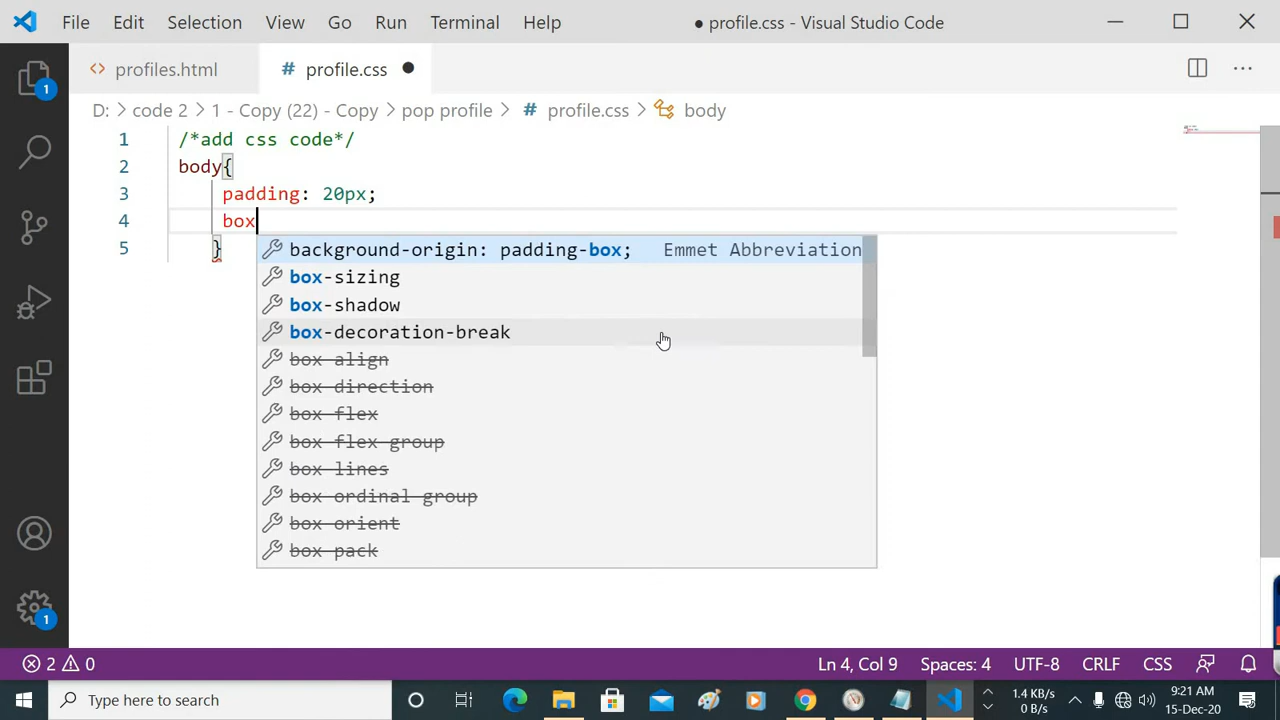 File Edit Selection View Go Run Terminal Help ● profile.css - Visual Studio Code
profiles.html # profile.css ●
D: > code 2 > 1 - Copy (22) - Copy > pop profile > # profile.css > body
1 /*add css code*/
2 body{
3 padding: 20px;
4 box
5 }
background-origin: padding-box; Emmet Abbreviation
box-sizing
box-shadow
box-decoration-break
box-align
box-direction
box-flex
box-flex-group
box-lines
box-ordinal-group
box-orient
box-pack
1
1
2 0 Ln 4, Col 9 Spaces: 4 UTF-8 CRLF CSS
Type here to search
1.4 KB/s
0 B/s
9:21 AM
15-Dec-20